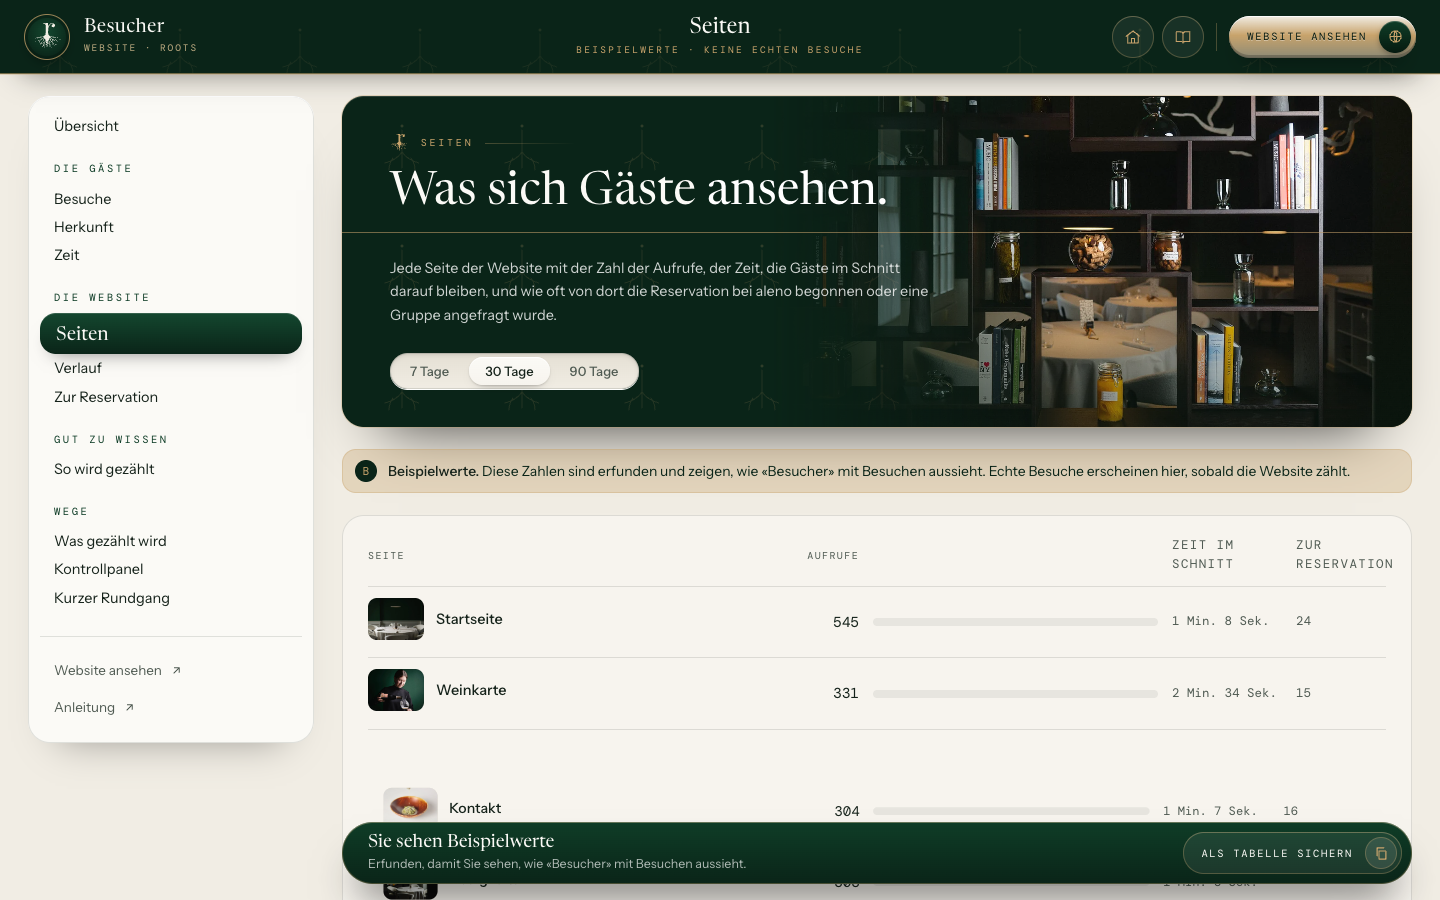 Besucher
WEBSITE · ROOTS
Seiten
BEISPIELWERTE · KEINE ECHTEN BESUCHE
WEBSITE ANSEHEN
Übersicht
DIE GÄSTE
Besuche
Herkunft
Zeit
DIE WEBSITE
Seiten
Verlauf
Zur Reservation
GUT ZU WISSEN
So wird gezählt
WEGE
Was gezählt wird
Kontrollpanel
Kurzer Rundgang
Website ansehen ↗
Anleitung ↗
r SEITEN
Was sich Gäste ansehen.
Jede Seite der Website mit der Zahl der Aufrufe, der Zeit, die Gäste im Schnitt
darauf bleiben, und wie oft von dort die Reservation bei aleno begonnen oder eine
Gruppe angefragt wurde.
7 Tage 30 Tage 90 Tage
B Beispielwerte. Diese Zahlen sind erfunden und zeigen, wie «Besucher» mit Besuchen aussieht. Echte Besuche erscheinen hier, sobald die Website zählt.
SEITE AUFRUFE ZEIT IM SCHNITT ZUR RESERVATION
Startseite 545 1 Min. 8 Sek. 24
Weinkarte 331 2 Min. 34 Sek. 15
Kontakt 304 1 Min. 7 Sek. 16
Sie sehen Beispielwerte
Erfunden, damit Sie sehen, wie «Besucher» mit Besuchen aussieht.
ALS TABELLE SICHERN